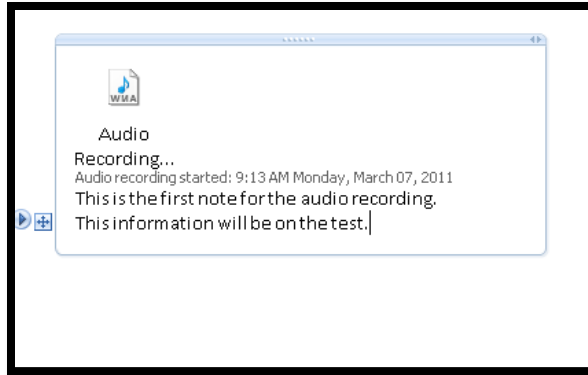 WMA
Audio
Recording...
Audio recording started: 9:13 AM Monday, March 07, 2011
This is the first note for the audio recording.
This information will be on the test.